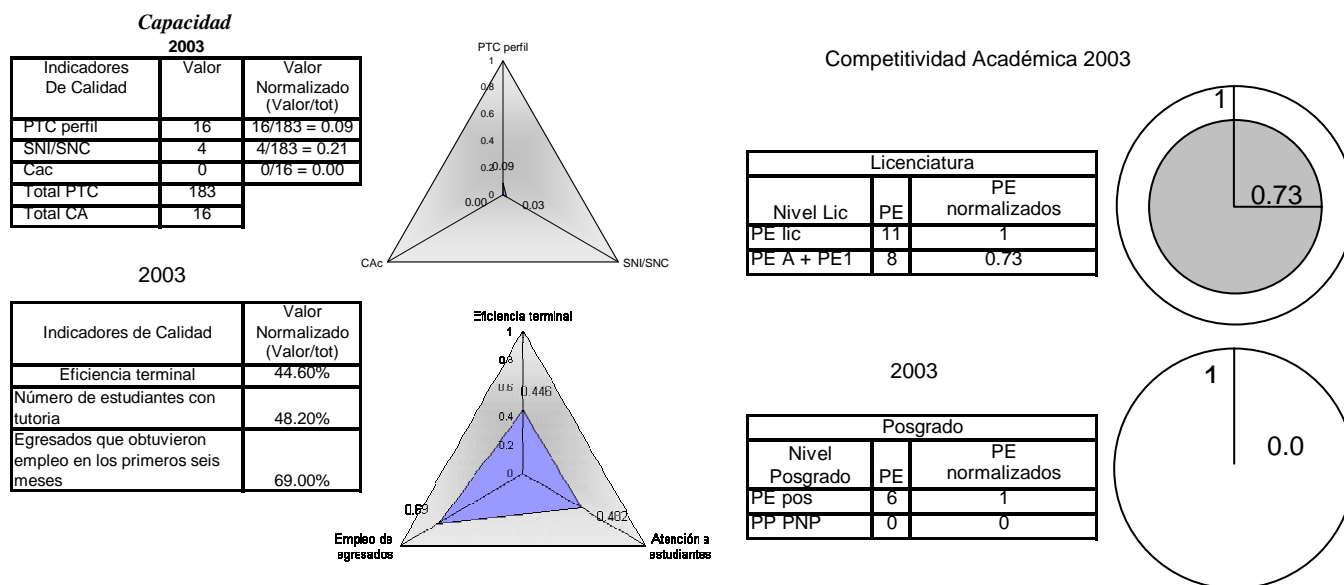 Capacidad
2003
Indicadores De Calidad Valor Valor Normalizado (Valor/tot)
PTC perfil 16 16/183 = 0.09
SNI/SNC 4 4/183 = 0.21
Cac 0 0/16 = 0.00
Total PTC 183
Total CA 16
PTC perfil
1
0.8
0.6
0.4
0.2
0
0.09
0.00
0.03
CAc
SNI/SNC
2003
Indicadores de Calidad Valor Normalizado (Valor/tot)
Eficiencia terminal 44.60%
Número de estudiantes con tutoria 48.20%
Egresados que obtuvieron empleo en los primeros seis meses 69.00%
Eficiencia terminal
1
0.8
0.6
0.4
0.2
0
0.446
0.69
0.482
Empleo de egresados
Atención a estudiantes
Competitividad Académica 2003
Licenciatura
Nivel Lic PE PE normalizados
PE lic 11 1
PE A + PE1 8 0.73
1
0.73
2003
Posgrado
Nivel Posgrado PE PE normalizados
PE pos 6 1
PP PNP 0 0
1
0.0